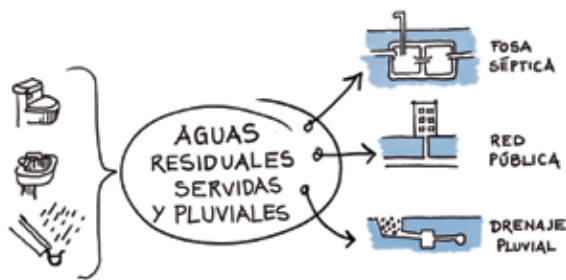 AGUAS
RESIDUALES
SERVIDAS
Y PLUVIALES
FOSA
SÉPTICA
RED
PÚBLICA
DRENAJE
PLUVIAL